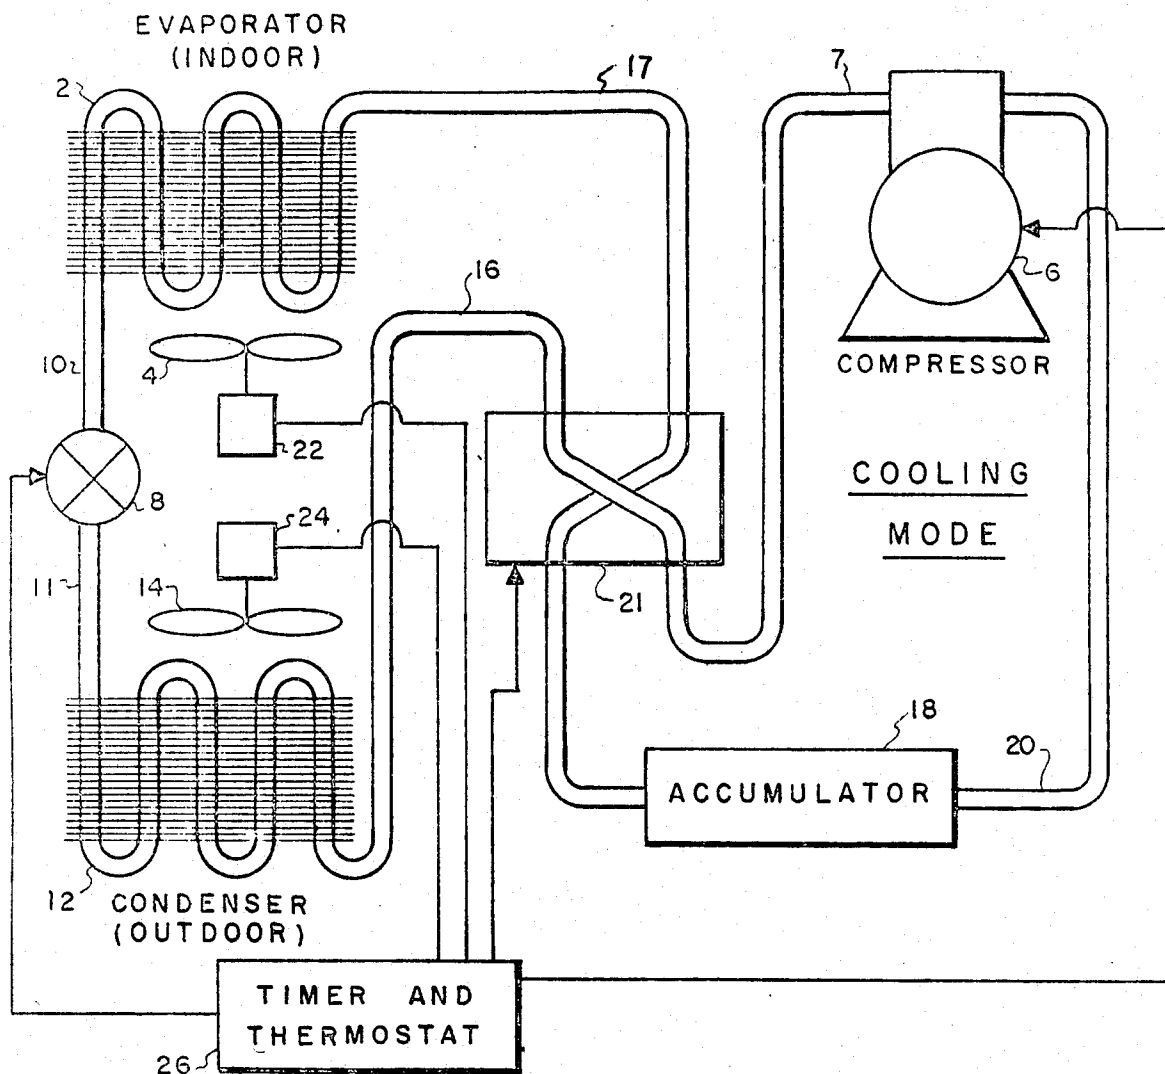 EVAPORATOR
(INDOOR)
2
17
7
16
6
COMPRESSOR
10
4
22
8
COOLING
MODE
24
11
14
21
18
20
ACCUMULATOR
12
CONDENSER
(OUTDOOR)
TIMER AND
THERMOSTAT
26